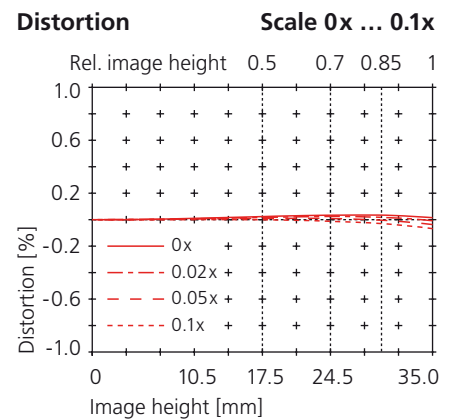 Distortion Scale 0x … 0.1x
Rel. image height 0.5 0.7 0.85 1
1.0
0.6
0.2
-0.2
-0.6
-1.0
Distortion [%]
0x
0.02x
0.05x
0.1x
0 10.5 17.5 24.5 35.0
Image height [mm]